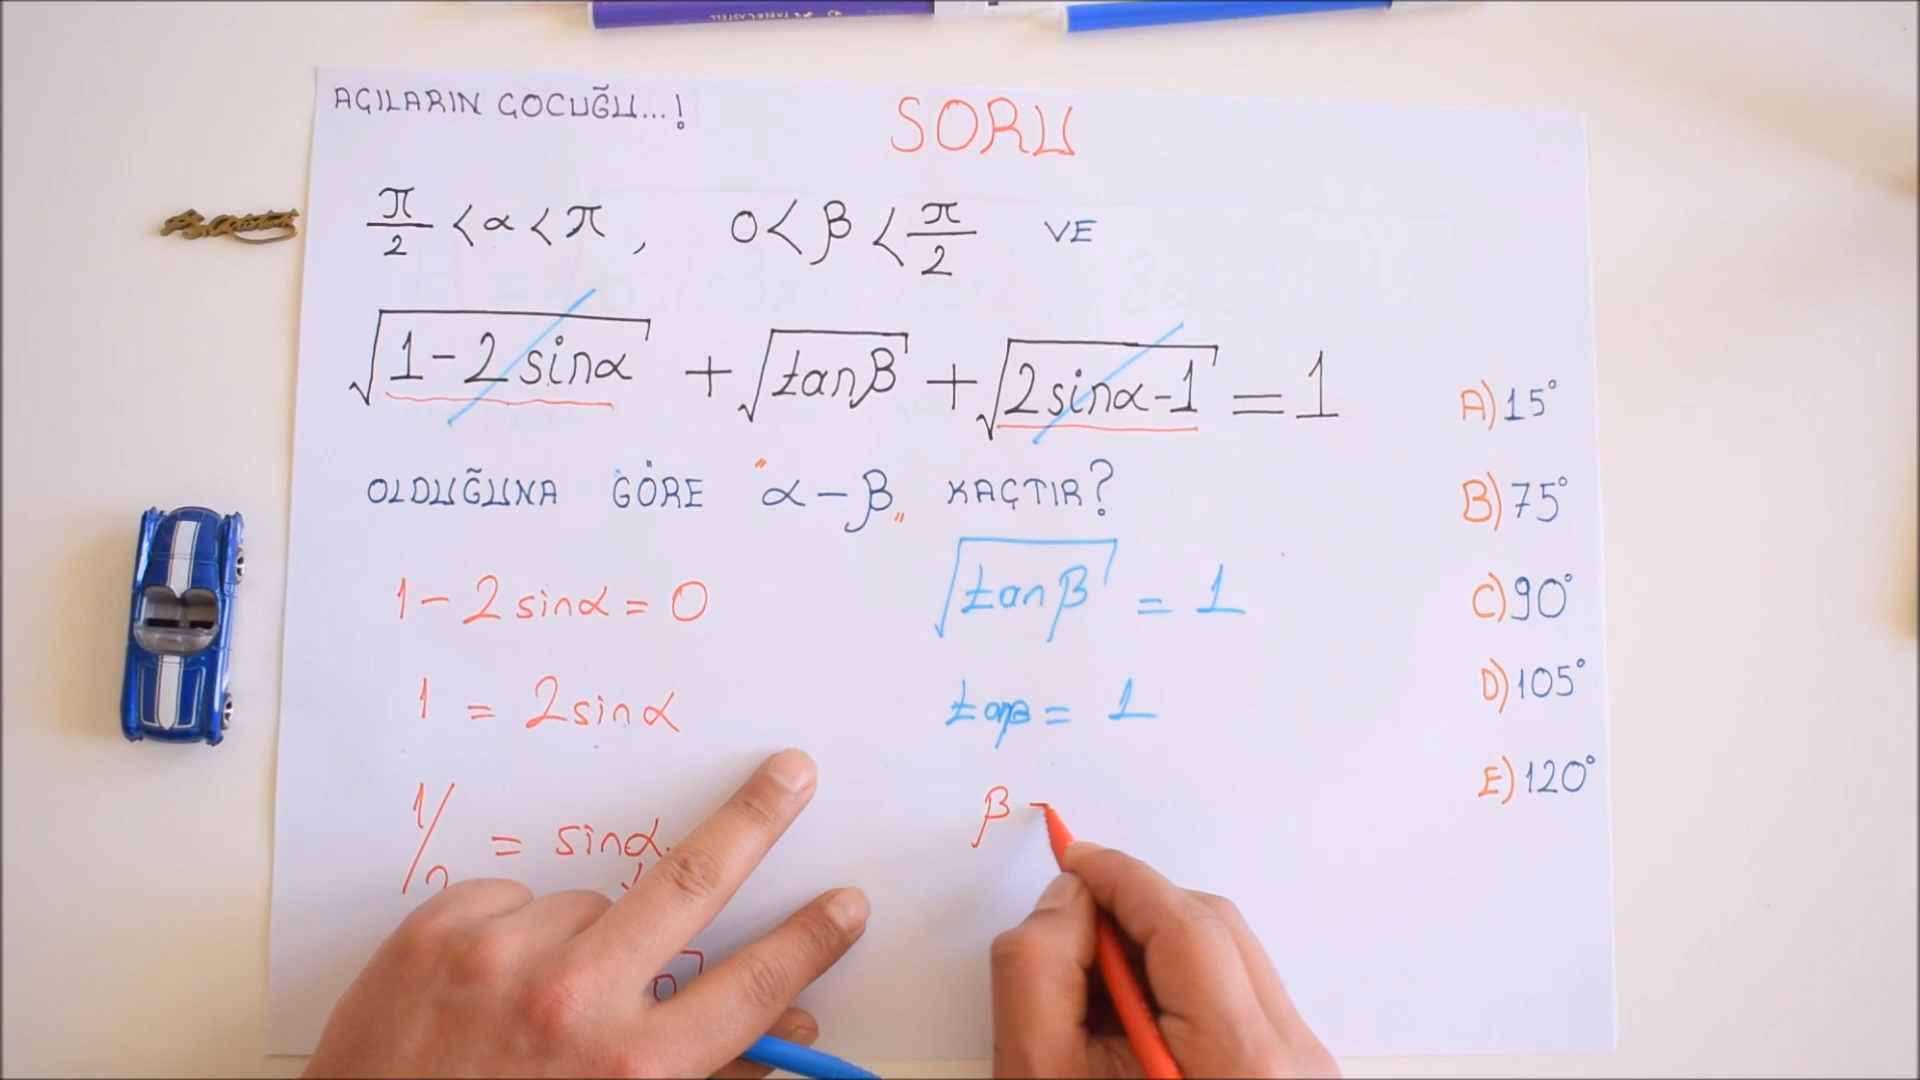 AÇILARIN ÇOCUĞU...!
SORU
π/2 < α < π , 0 < β < π/2 VE
√(1-2sinα) + √(tanβ) + √(2sinα-1) = 1
OLDUĞUNA GÖRE "α-β" KAÇTIR?
A) 15°
B) 75°
C) 90°
D) 105°
E) 120°
1-2sinα = 0
1 = 2sinα
1/2 = sinα
√(tanβ) = 1
tanβ = 1
β